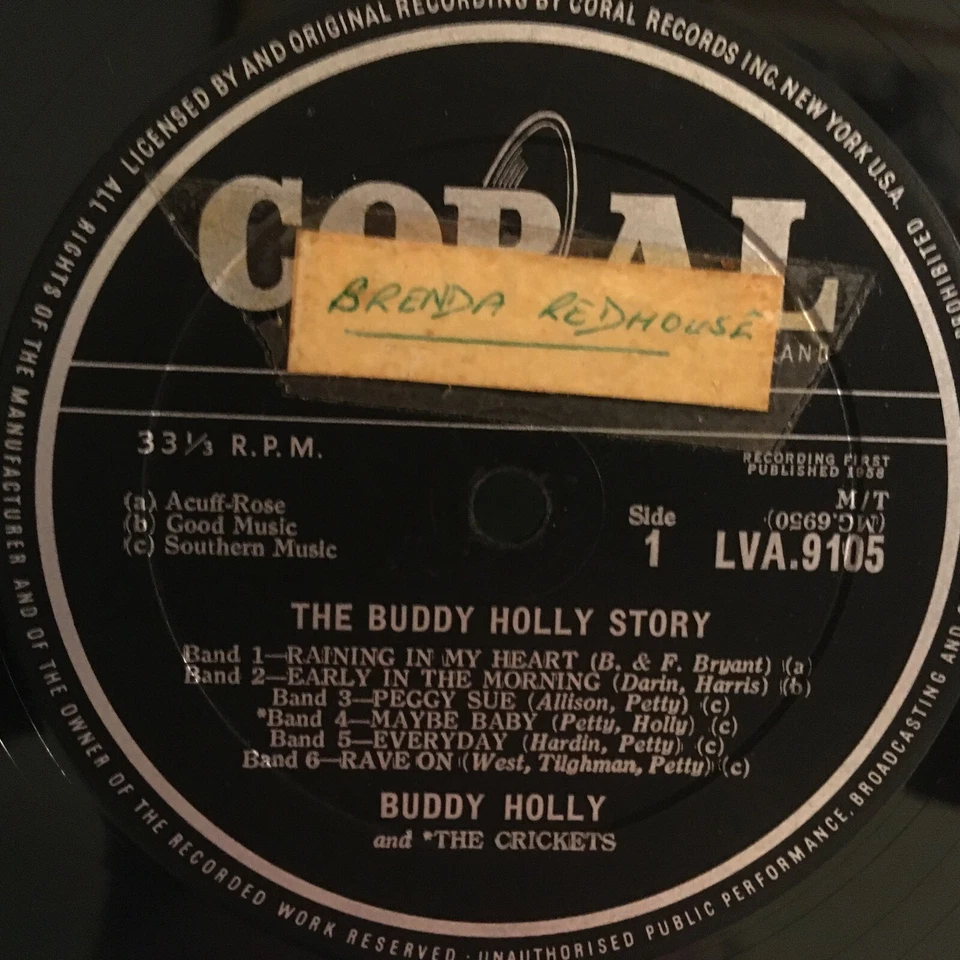 ALL RIGHTS OF THE MANUFACTURER AND OF THE OWNER OF THE RECORDED WORK RESERVED · UNAUTHORISED PUBLIC PERFORMANCE, BROADCASTING AND
PROHIBITED
LICENSED BY AND ORIGINAL RECORDING BY CORAL RECORDS INC. NEW YORK U.S.A.
CORAL
BRENDA REDHOUSE
33⅓ R.P.M.
RECORDING FIRST
PUBLISHED 1958
(a) Acuff-Rose
(b) Good Music
(c) Southern Music
Side
1
M/T
(MG.6950)
LVA.9105
THE BUDDY HOLLY STORY
Band 1—RAINING IN MY HEART (B. & F. Bryant) (a)
Band 2—EARLY IN THE MORNING (Darin, Harris) (b)
Band 3—PEGGY SUE (Allison, Petty) (c)
*Band 4—MAYBE BABY (Petty, Holly) (c)
Band 5—EVERYDAY (Hardin, Petty) (c)
Band 6—RAVE ON (West, Tilghman, Petty) (c)
BUDDY HOLLY
and *THE CRICKETS